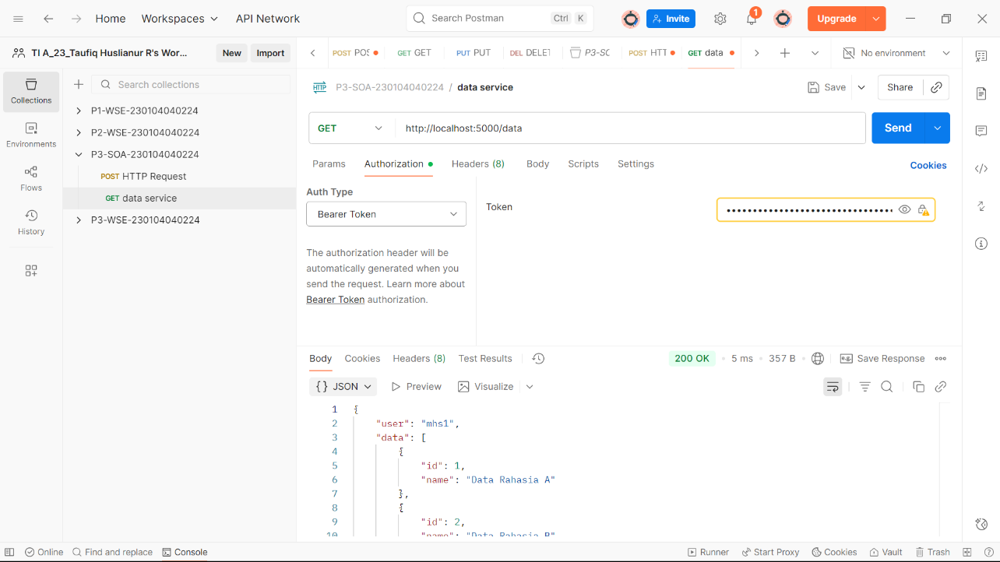 Home Workspaces API Network Search Postman Ctrl K Invite 1 Upgrade
TI A_23_Taufiq Huslianur R's Wor... New Import POST POS GET GET PUT PUT DEL DELET P3-SC POST HTT GET data No environment
Collections
Environments
Flows
History
Search collections
P1-WSE-230104040224
P2-WSE-230104040224
P3-SOA-230104040224
POST HTTP Request
GET data service
P3-WSE-230104040224
HTTP P3-SOA-230104040224 / data service Save Share
GET http://localhost:5000/data Send
Params Authorization Headers (8) Body Scripts Settings Cookies
Auth Type
Bearer Token
Token
The authorization header will be
automatically generated when you
send the request. Learn more about
Bearer Token authorization.
Body Cookies Headers (8) Test Results 200 OK 5 ms 357 B e.g. Save Response
{} JSON Preview Visualize
1 {
2 "user": "mhs1",
3 "data": [
4 {
5 "id": 1,
6 "name": "Data Rahasia A"
7 },
8 {
9 "id": 2,
10 "name": "Data Rahasia B"
Online Find and replace Console Runner Start Proxy Cookies Vault Trash